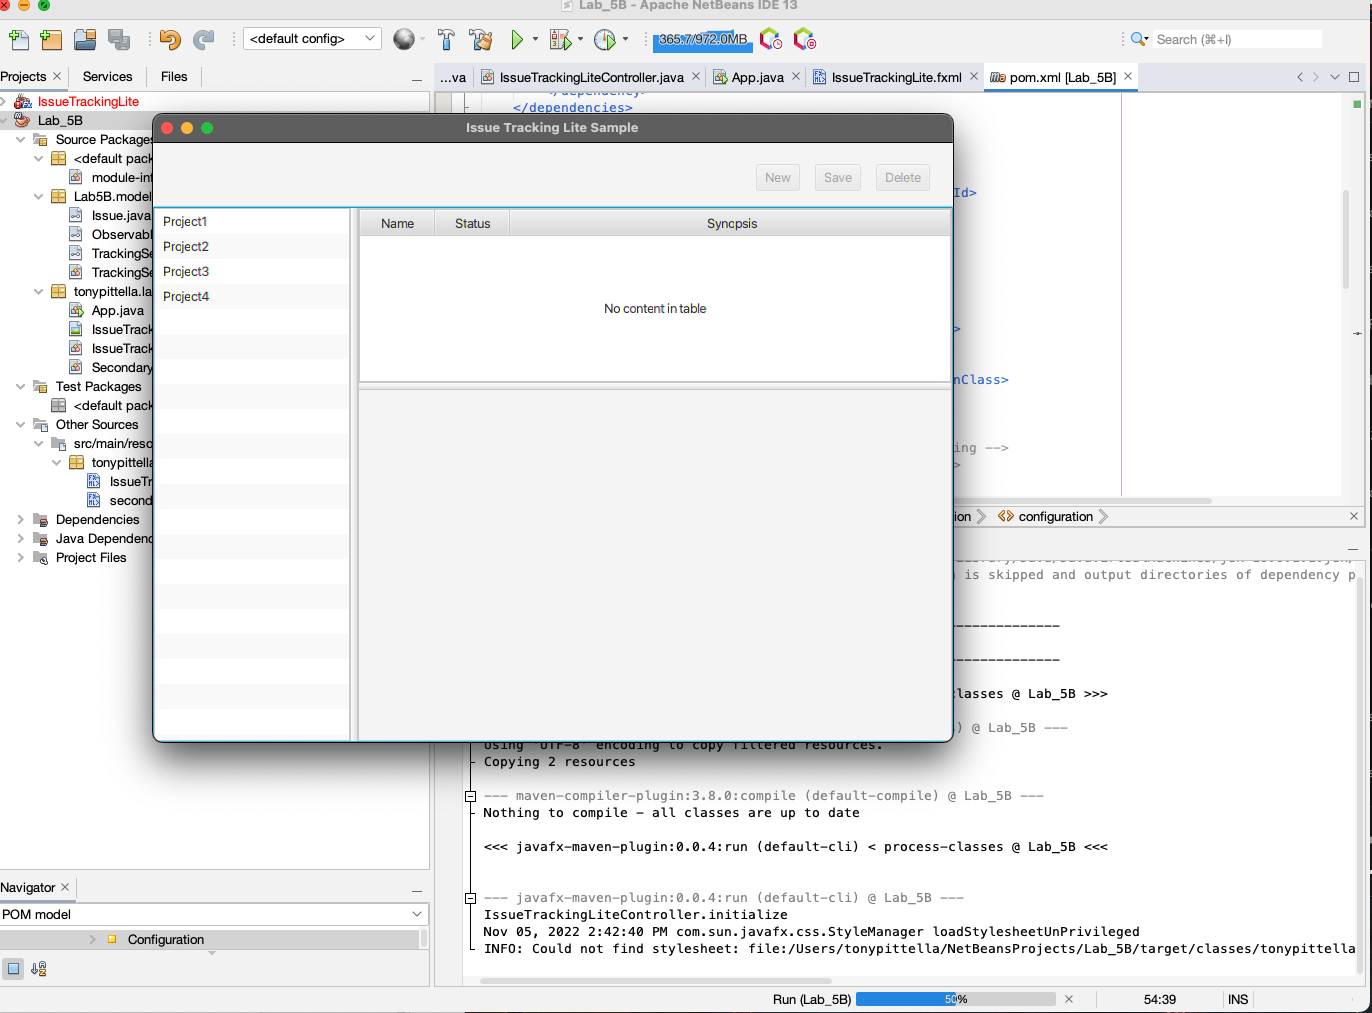 Lab_5B - Apache NetBeans IDE 13
<default config>
365.7/972.0MB
Search (⌘+I)
Projects
Services
Files
...va
IssueTrackingLiteController.java
App.java
IssueTrackingLite.fxml
pom.xml [Lab_5B]
IssueTrackingLite
Lab_5B
Source Packages
<default pack
module-inf
Lab5B.model
Issue.java
Observabl
TrackingSe
TrackingSe
tonypittella.la
App.java
IssueTrack
IssueTrack
Secondary
Test Packages
<default pack
Other Sources
src/main/reso
tonypittella
IssueTr
second
Dependencies
Java Dependenc
Project Files
</dependency>
</dependencies>
Id>
>
nClass>
ing -->
>
ion
configuration
Issue Tracking Lite Sample
New
Save
Delete
Project1
Project2
Project3
Project4
Name
Status
Synopsis
No content in table
n is skipped and output directories of dependency p
-------------
-------------
classes @ Lab_5B >>>
) @ Lab_5B ---
Using 'UTF-8' encoding to copy filtered resources.
Copying 2 resources
--- maven-compiler-plugin:3.8.0:compile (default-compile) @ Lab_5B ---
Nothing to compile - all classes are up to date
<<< javafx-maven-plugin:0.0.4:run (default-cli) < process-classes @ Lab_5B <<<
--- javafx-maven-plugin:0.0.4:run (default-cli) @ Lab_5B ---
IssueTrackingLiteController.initialize
Nov 05, 2022 2:42:40 PM com.sun.javafx.css.StyleManager loadStylesheetUnPrivileged
INFO: Could not find stylesheet: file:/Users/tonypittella/NetBeansProjects/Lab_5B/target/classes/tonypittella
Navigator
POM model
Configuration
Run (Lab_5B)
50%
54:39
INS